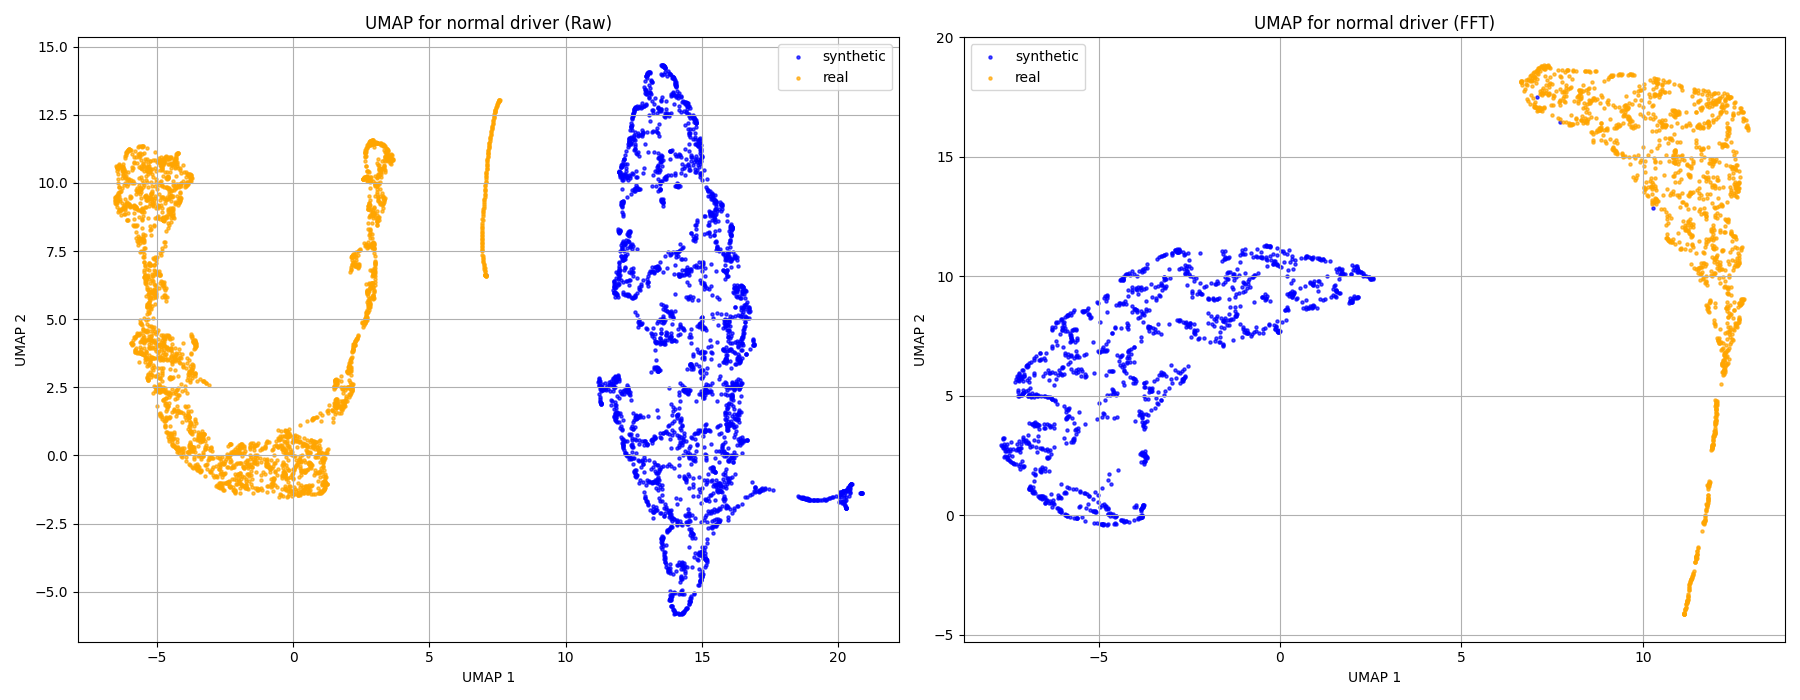 UMAP for normal driver (Raw)
synthetic
real
15.0
12.5
10.0
7.5
5.0
2.5
0.0
−2.5
−5.0
UMAP 2
−5
0
5
10
15
20
UMAP 1
UMAP for normal driver (FFT)
synthetic
real
20
15
10
5
0
−5
UMAP 2
−5
0
5
10
UMAP 1